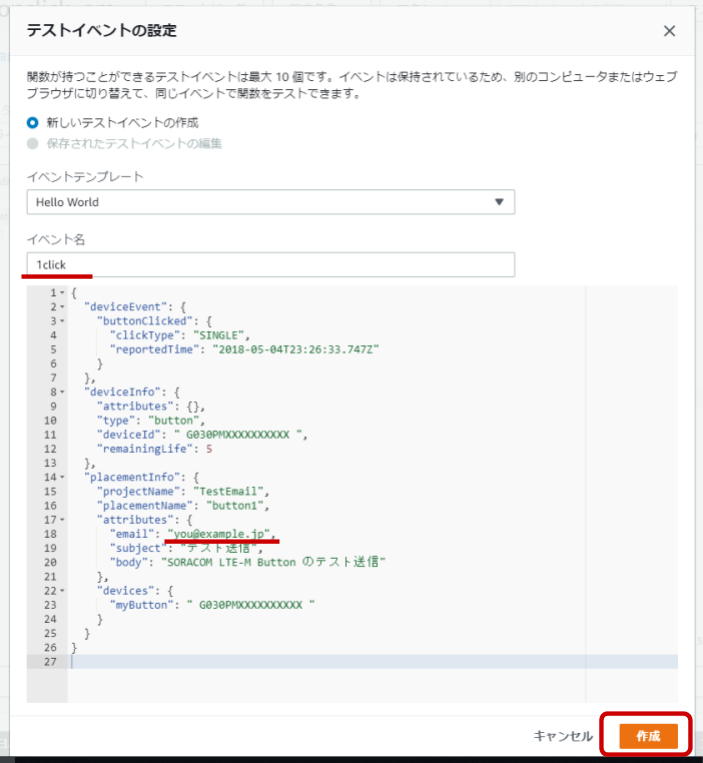 テストイベントの設定
関数が持つことができるテストイベントは最大 10 個です。イベントは保持されているため、別のコンピュータまたはウェブ
ブラウザに切り替えて、同じイベントで関数をテストできます。
新しいテストイベントの作成
保存されたテストイベントの編集
イベントテンプレート
Hello World
イベント名
1click
1 {
2 "deviceEvent": {
3 "buttonClicked": {
4 "clickType": "SINGLE",
5 "reportedTime": "2018-05-04T23:26:33.747Z"
6 }
7 },
8 "deviceInfo": {
9 "attributes": {},
10 "type": "button",
11 "deviceId": " G030PMXXXXXXXXXX ",
12 "remainingLife": 5
13 },
14 "placementInfo": {
15 "projectName": "TestEmail",
16 "placementName": "button1",
17 "attributes": {
18 "email": "you@example.jp",
19 "subject": "テスト送信",
20 "body": "SORACOM LTE-M Button のテスト送信"
21 },
22 "devices": {
23 "myButton": " G030PMXXXXXXXXXX "
24 }
25 }
26 }
27
キャンセル
作成